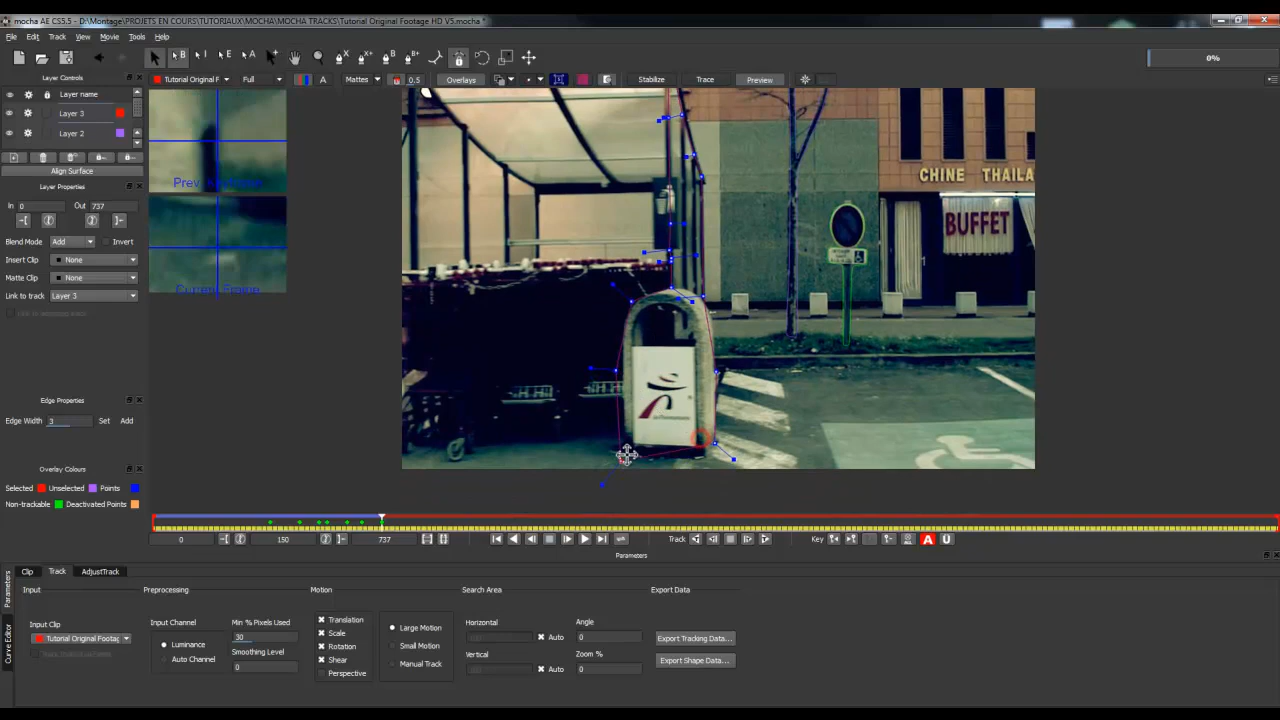 mocha AE CS5.5 - D:\Montage\PROJETS EN COURS\TUTORIAUX\MOCHA\MOCHA TRACKS\Tutorial Original Footage HD V5.mocha *
File Edit Track View Movie Tools Help
0%
Layer Controls
Tutorial Original F Full A Mattes 0.5 Overlays Stabilize Trace Preview
Layer name
Layer 3
Layer 2
Align Surface
Layer Properties
In 0 Out 737
Blend Mode Add Invert
Insert Clip None
Matte Clip None
Link to track Layer 3
Prev Keyframe
Current Frame
CHINE THAILA
BUFFET
Edge Properties
Edge Width 3 Set Add
Overlay Colours
Selected Unselected Points
Non-trackable Deactivated Points
0 150 737 Track Key A U
Parameters
Clip Track AdjustTrack
Parameters
Curve Editor
Input Preprocessing Motion Search Area Export Data
Input Clip
Tutorial Original Footag
Input Channel
Luminance
Auto Channel
Min % Pixels Used
30
Smoothing Level
0
Translation
Scale
Rotation
Shear
Perspective
Large Motion
Small Motion
Manual Track
Horizontal
Auto
Vertical
Auto
Angle
0
Zoom %
0
Export Tracking Data...
Export Shape Data...